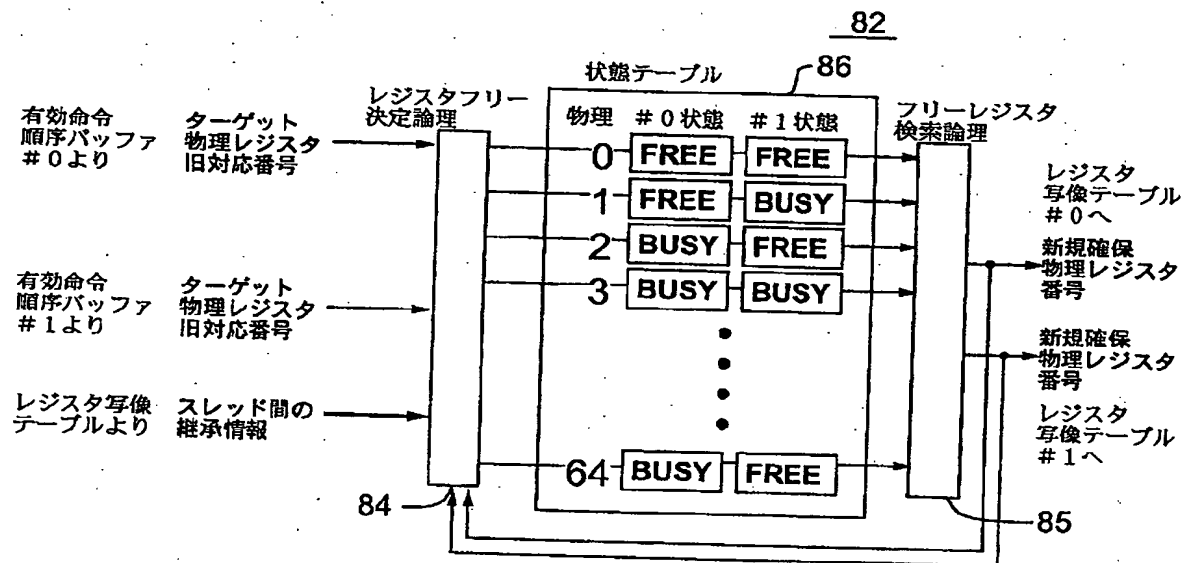 82
状態テーブル
86
レジスタフリー
決定論理
フリーレジスタ
検索論理
有効命令
順序バッファ
#0より
ターゲット
物理レジスタ
旧対応番号
物理 #0状態 #1状態
0 FREE FREE
1 FREE BUSY
2 BUSY FREE
3 BUSY BUSY
64 BUSY FREE
有効命令
順序バッファ
#1より
ターゲット
物理レジスタ
旧対応番号
レジスタ写像
テーブルより
スレッド間の
継承情報
レジスタ
写像テーブル
#0へ
新規確保
物理レジスタ
番号
新規確保
物理レジスタ
番号
レジスタ
写像テーブル
#1へ
84
85